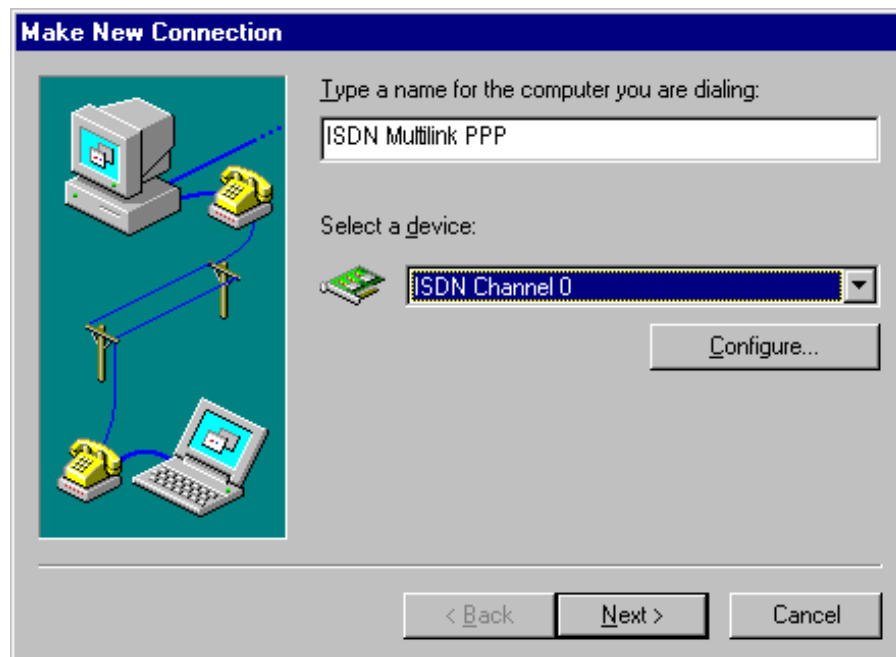 Make New Connection
Type a name for the computer you are dialing:
ISDN Multilink PPP
Select a device:
ISDN Channel 0
Configure...
< Back
Next >
Cancel